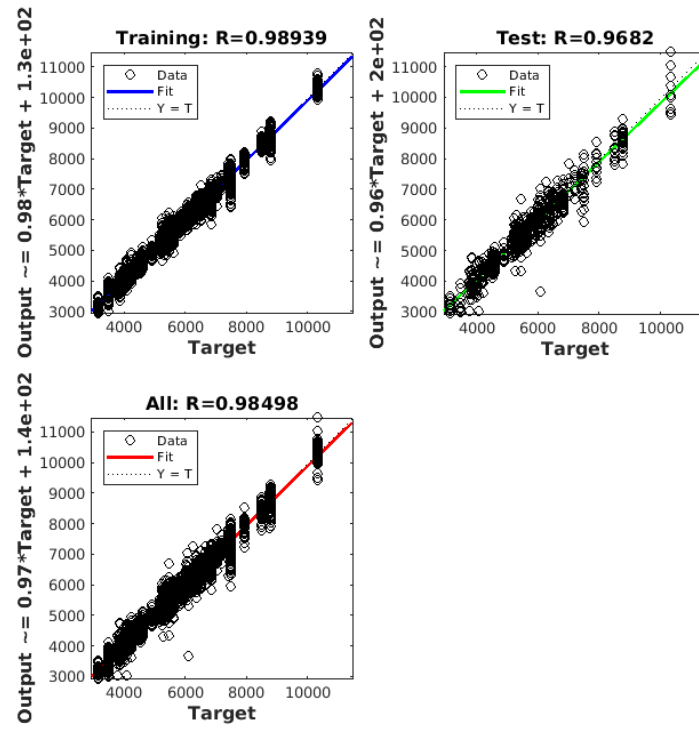 Training: R=0.98939
Output ~= 0.98*Target + 1.3e+02
11000
10000
9000
8000
7000
6000
5000
4000
3000
Data
Fit
Y = T
4000 6000 8000 10000
Target
Test: R=0.9682
Output ~= 0.96*Target + 2e+02
11000
10000
9000
8000
7000
6000
5000
4000
3000
Data
Fit
Y = T
4000 6000 8000 10000
Target
All: R=0.98498
Output ~= 0.97*Target + 1.4e+02
11000
10000
9000
8000
7000
6000
5000
4000
3000
Data
Fit
Y = T
4000 6000 8000 10000
Target